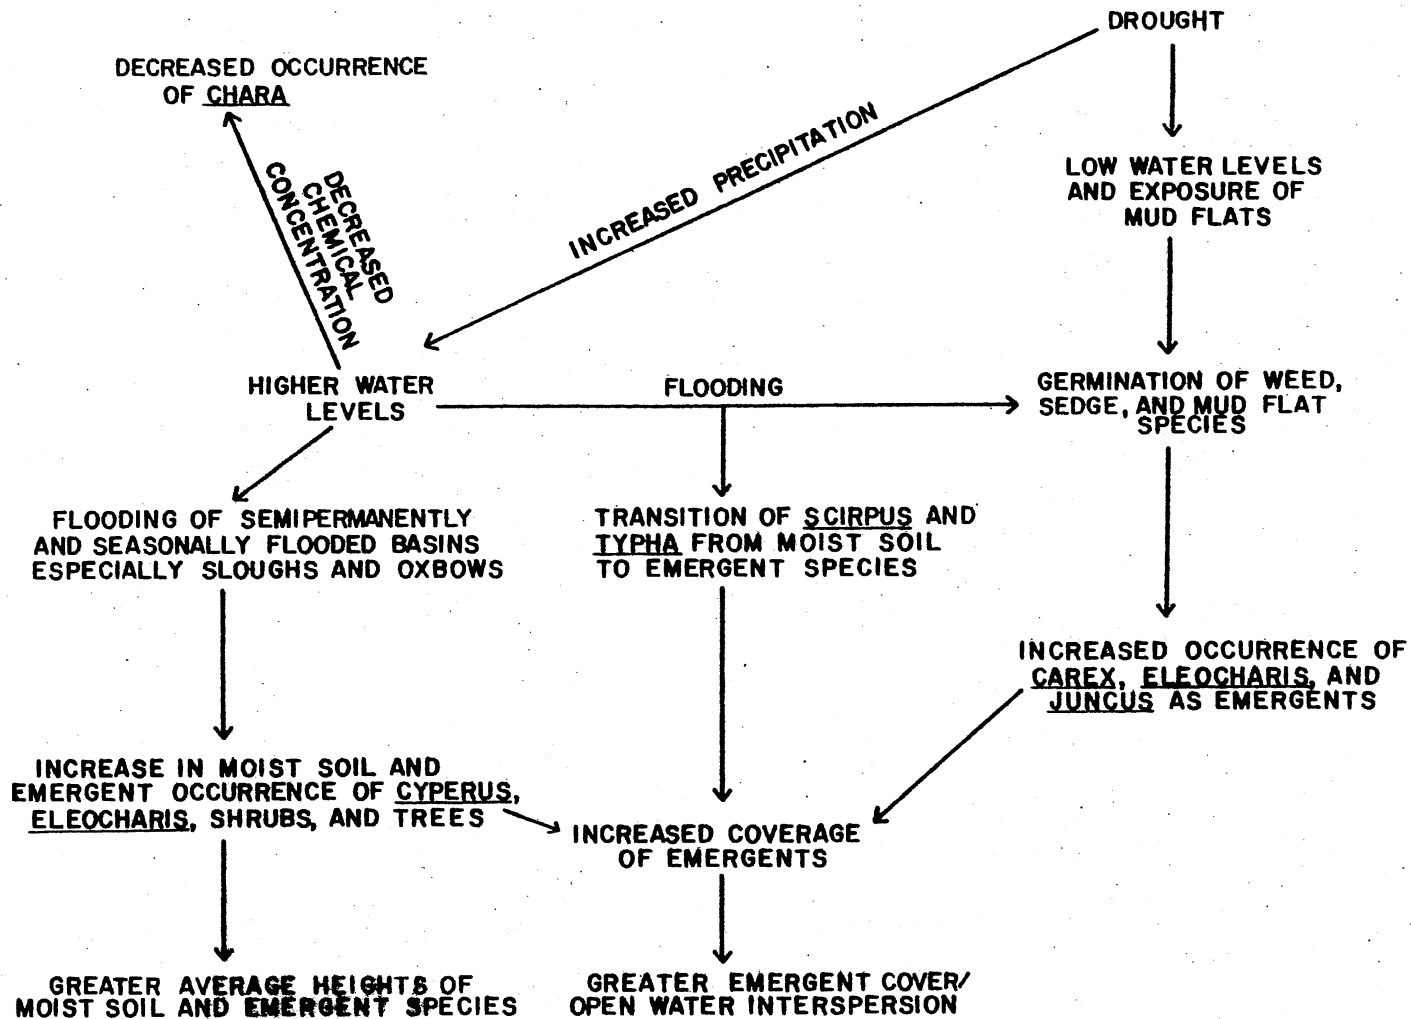 DROUGHT
DECREASED OCCURRENCE
OF CHARA
INCREASED PRECIPITATION
LOW WATER LEVELS
AND EXPOSURE OF
MUD FLATS
DECREASED
CHEMICAL
CONCENTRATION
HIGHER WATER
LEVELS
FLOODING
GERMINATION OF WEED,
SEDGE, AND MUD FLAT
SPECIES
FLOODING OF SEMIPERMANENTLY
AND SEASONALLY FLOODED BASINS
ESPECIALLY SLOUGHS AND OXBOWS
TRANSITION OF SCIRPUS AND
TYPHA FROM MOIST SOIL
TO EMERGENT SPECIES
INCREASED OCCURRENCE OF
CAREX, ELEOCHARIS, AND
JUNCUS AS EMERGENTS
INCREASE IN MOIST SOIL AND
EMERGENT OCCURRENCE OF CYPERUS,
ELEOCHARIS, SHRUBS, AND TREES
INCREASED COVERAGE
OF EMERGENTS
GREATER AVERAGE HEIGHTS OF
MOIST SOIL AND EMERGENT SPECIES
GREATER EMERGENT COVER/
OPEN WATER INTERSPERSION